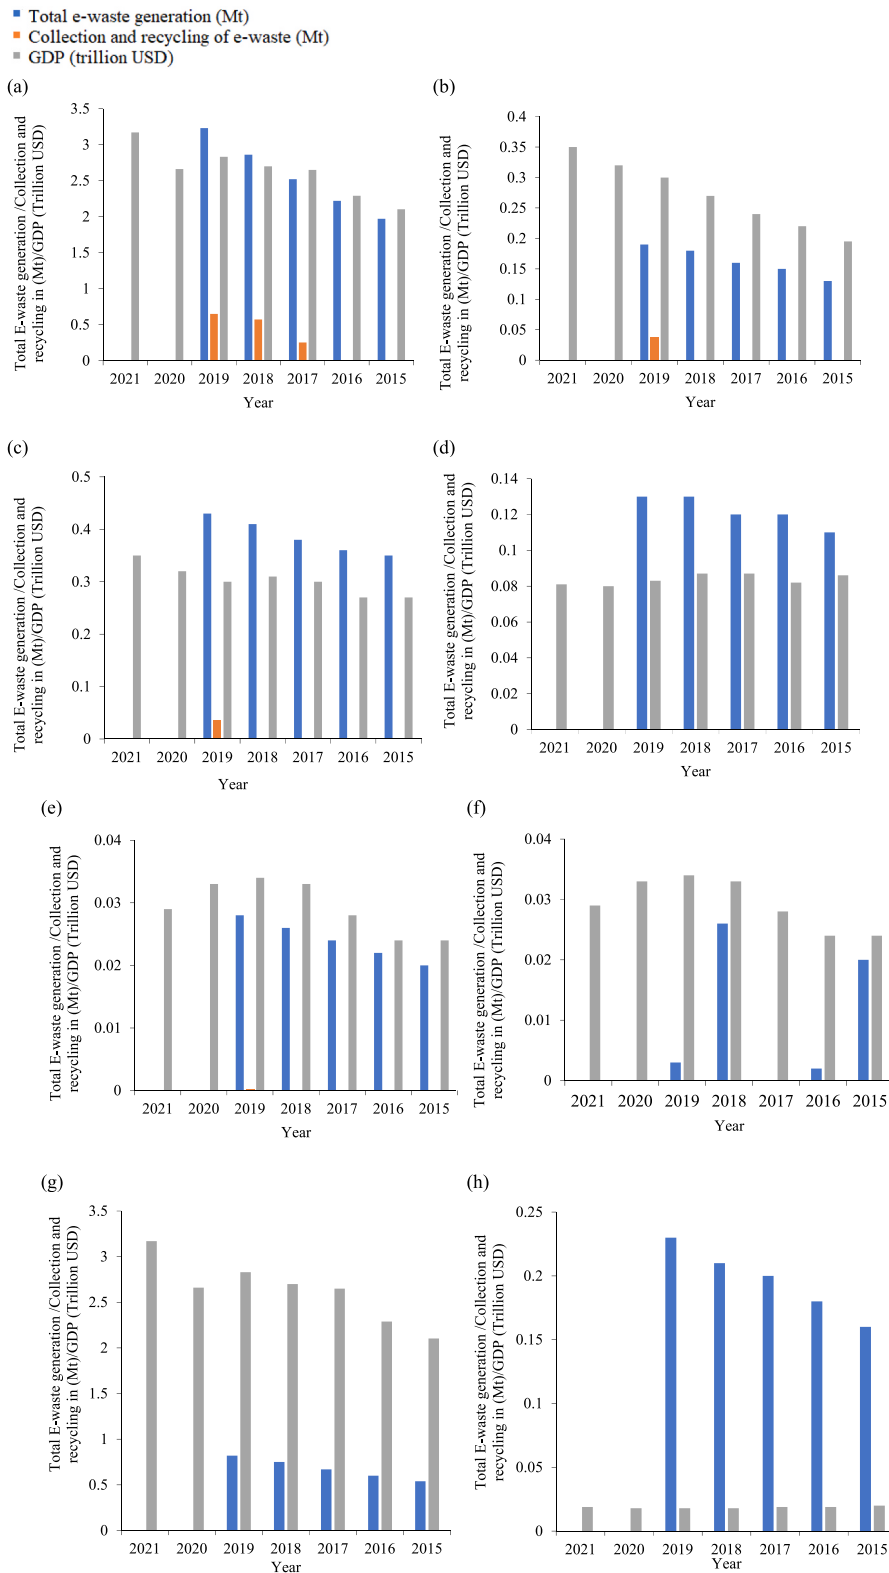 Total e-waste generation (Mt)
Collection and recycling of e-waste (Mt)
GDP (trillion USD)
(a)
Total E-waste generation /Collection and
recycling in (Mt)/GDP (Trillion USD)
3.5
3
2.5
2
1.5
1
0.5
0
2021 2020 2019 2018 2017 2016 2015
Year
(b)
Total E-waste generation /Collection and
recycling in (Mt)/GDP (Trillion USD)
0.4
0.35
0.3
0.25
0.2
0.15
0.1
0.05
0
2021 2020 2019 2018 2017 2016 2015
Year
(c)
Total E-waste generation /Collection and
recycling in (Mt)/GDP (Trillion USD)
0.5
0.4
0.3
0.2
0.1
0
2021 2020 2019 2018 2017 2016 2015
Year
(d)
Total E-waste generation /Collection and
recycling in (Mt)/GDP (Trillion USD)
0.14
0.12
0.1
0.08
0.06
0.04
0.02
0
2021 2020 2019 2018 2017 2016 2015
Year
(e)
Total E-waste generation /Collection and
recycling in (Mt)/GDP (Trillion USD)
0.04
0.03
0.02
0.01
0
2021 2020 2019 2018 2017 2016 2015
Year
(f)
Total E-waste generation /Collection and
recycling in (Mt)/GDP (Trillion USD)
0.04
0.03
0.02
0.01
0
2021 2020 2019 2018 2017 2016 2015
Year
(g)
Total E-waste generation /Collection and
recycling in (Mt)/GDP (Trillion USD)
3.5
3
2.5
2
1.5
1
0.5
0
2021 2020 2019 2018 2017 2016 2015
Year
(h)
Total E-waste generation /Collection and
recycling in (Mt)/GDP (Trillion USD)
0.25
0.2
0.15
0.1
0.05
0
2021 2020 2019 2018 2017 2016 2015
Year